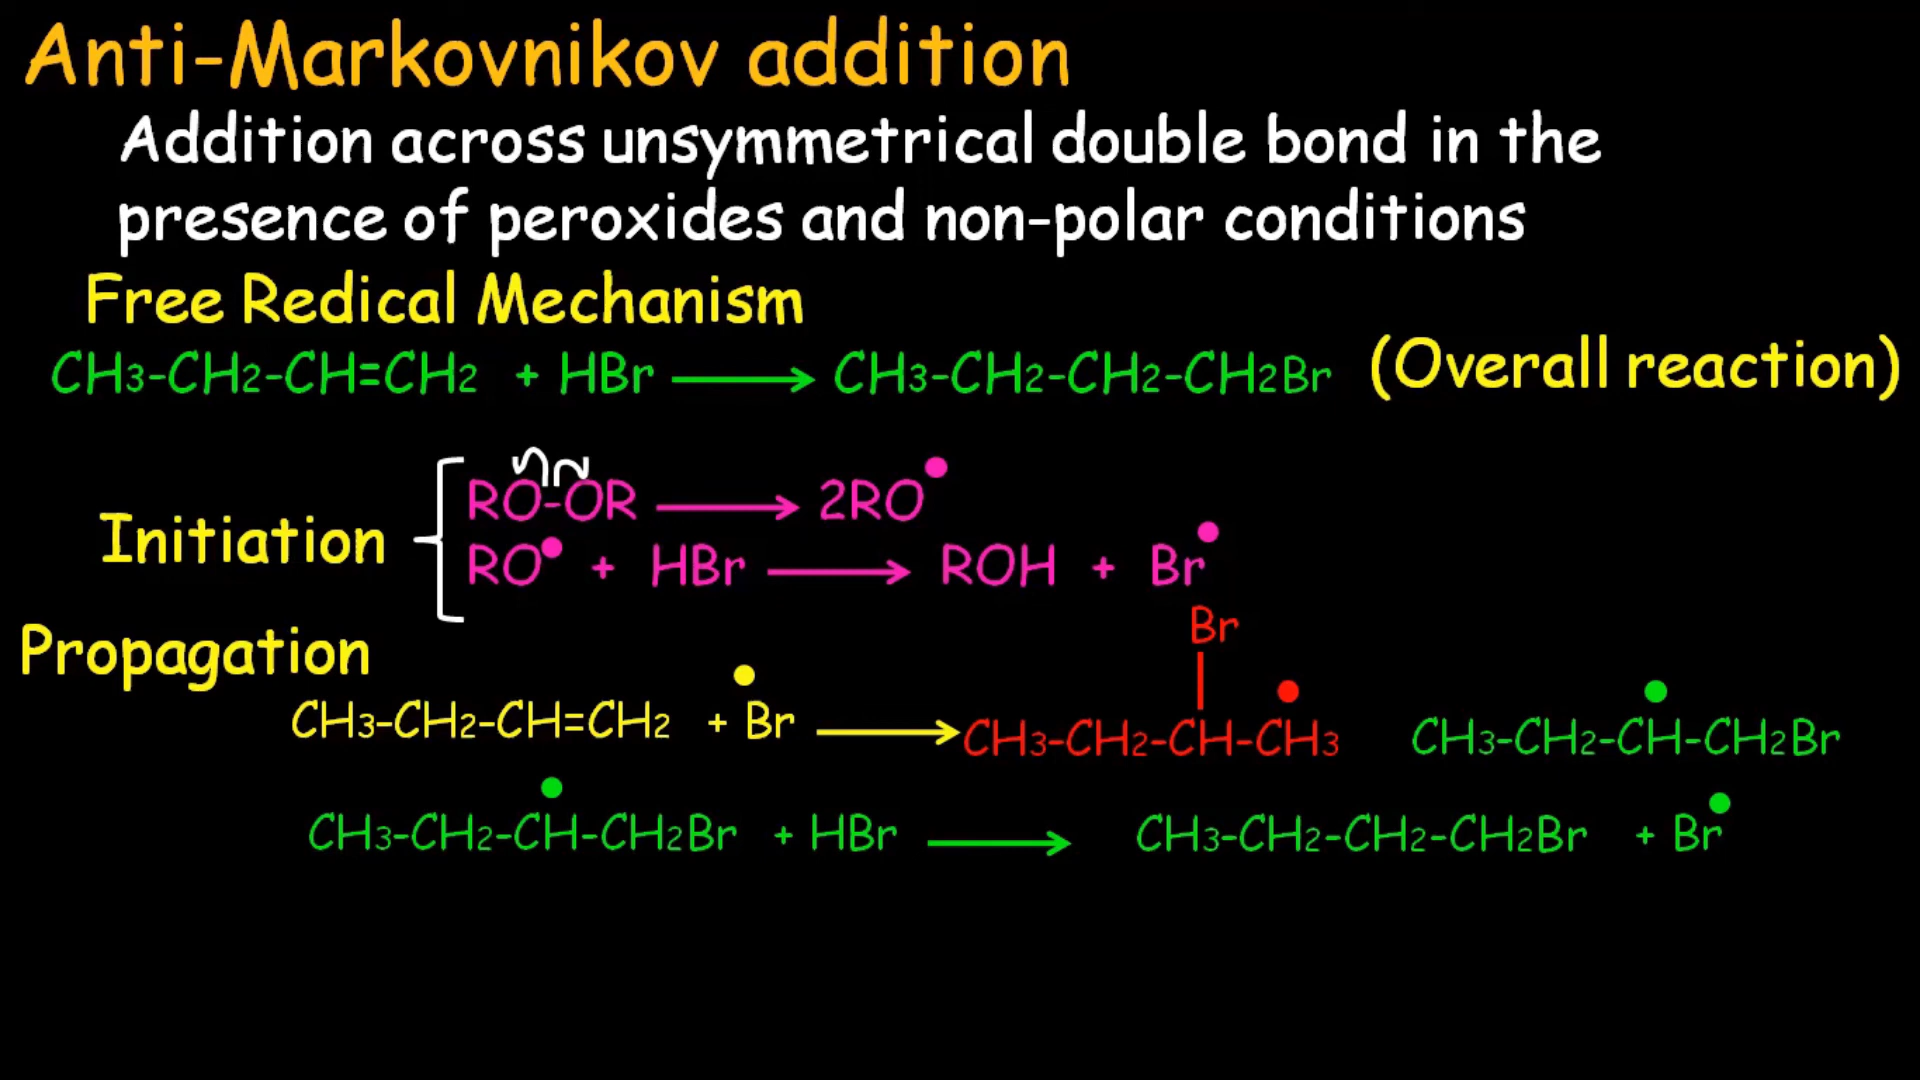 Anti-Markovnikov addition
Addition across unsymmetrical double bond in the
presence of peroxides and non-polar conditions
Free Redical Mechanism
CH3-CH2-CH=CH2 + HBr ⟶ CH3-CH2-CH2-CH2Br (Overall reaction)
Initiation
RO-OR ⟶ 2RO•
RO• + HBr ⟶ ROH + Br•
Propagation
Br
CH3-CH2-CH=CH2 + •Br ⟶ CH3-CH2-CH-C•H3 CH3-CH2-C•H-CH2Br
CH3-CH2-C•H-CH2Br + HBr ⟶ CH3-CH2-CH2-CH2Br + Br•